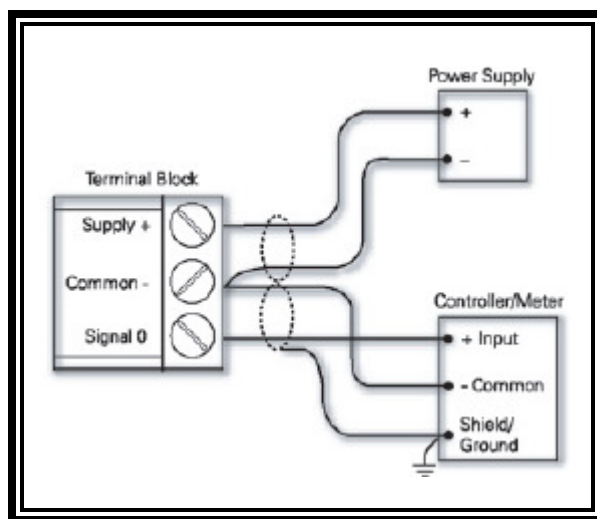 Power Supply
+
–
Terminal Block
Supply +
Common -
Signal 0
Controller/Meter
+ Input
- Common
Shield/
Ground